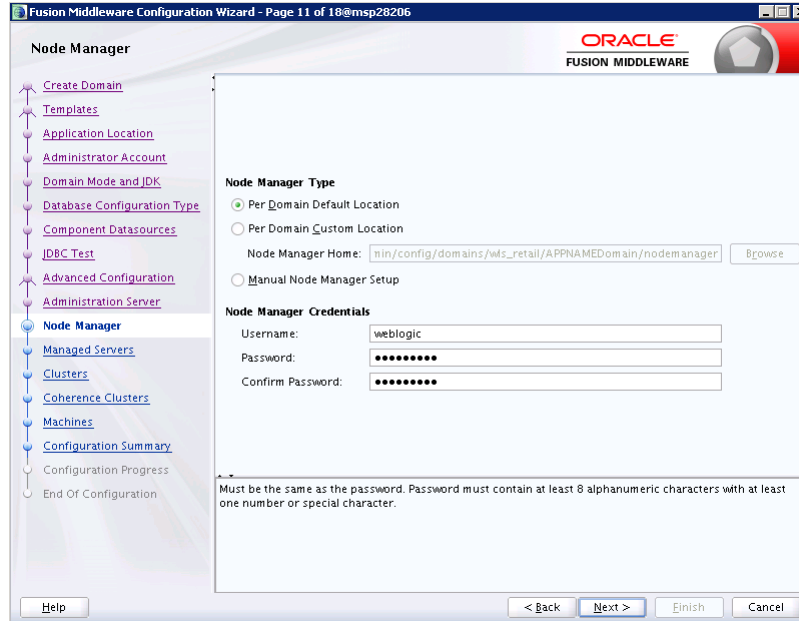 Fusion Middleware Configuration Wizard - Page 11 of 18@msp28206
Node Manager
ORACLE
FUSION MIDDLEWARE
Create Domain
Templates
Application Location
Administrator Account
Domain Mode and JDK
Database Configuration Type
Component Datasources
JDBC Test
Advanced Configuration
Administration Server
Node Manager
Managed Servers
Clusters
Coherence Clusters
Machines
Configuration Summary
Configuration Progress
End Of Configuration
Node Manager Type
Per Domain Default Location
Per Domain Custom Location
Node Manager Home: min/config/domains/wls_retail/APPNAMEDomain/nodemanager Browse
Manual Node Manager Setup
Node Manager Credentials
Username: weblogic
Password: •••••••••
Confirm Password: •••••••••
Must be the same as the password. Password must contain at least 8 alphanumeric characters with at least
one number or special character.
Help < Back Next > Finish Cancel